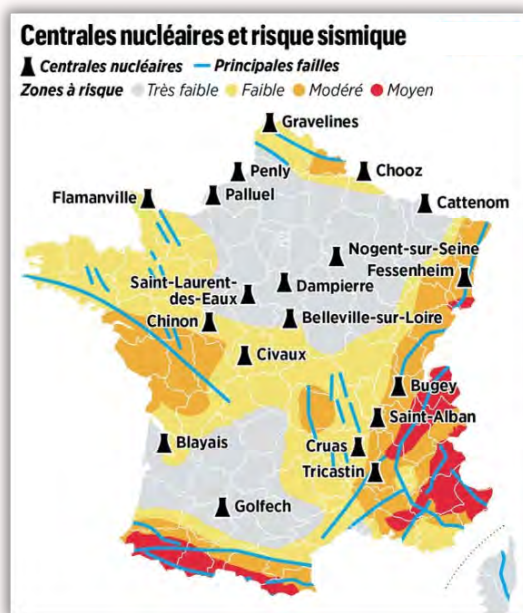 Centrales nucléaires et risque sismique
Centrales nucléaires Principales failles
Zones à risque Très faible Faible Modéré Moyen
Gravelines
Penly
Chooz
Flamanville
Paluel
Cattenom
Nogent-sur-Seine
Fessenheim
Saint-Laurent-
des-Eaux
Dampierre
Chinon
Belleville-sur-Loire
Civaux
Bugey
Saint-Alban
Blayais
Cruas
Tricastin
Golfech